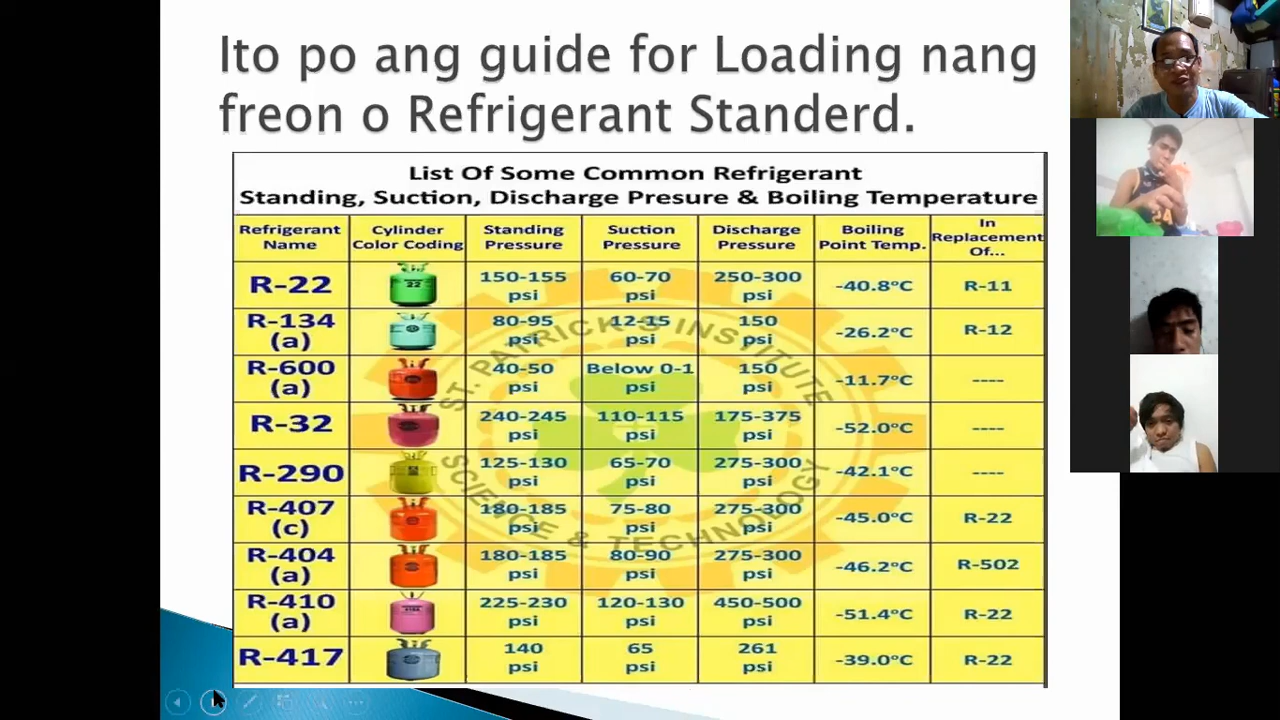 Ito po ang guide for Loading nang
freon o Refrigerant Standerd.
List Of Some Common Refrigerant
Standing, Suction, Discharge Presure & Boiling Temperature
Refrigerant Name Cylinder Color Coding Standing Pressure Suction Pressure Discharge Pressure Boiling Point Temp. In Replacement Of...
R-22 22 150-155 psi 60-70 psi 250-300 psi -40.8°C R-11
R-134 (a) 80-95 psi 12-15 psi 150 psi -26.2°C R-12
R-600 (a) 40-50 psi Below 0-1 psi 150 psi -11.7°C ----
R-32 240-245 psi 110-115 psi 175-375 psi -52.0°C ----
R-290 125-130 psi 65-70 psi 275-300 psi -42.1°C ----
R-407 (c) 180-185 psi 75-80 psi 275-300 psi -45.0°C R-22
R-404 (a) 180-185 psi 80-90 psi 275-300 psi -46.2°C R-502
R-410 (a) 225-230 psi 120-130 psi 450-500 psi -51.4°C R-22
R-417 140 psi 65 psi 261 psi -39.0°C R-22
ST. PATRICK'S INSTITUTE
SCIENCE & TECHNOLOGY